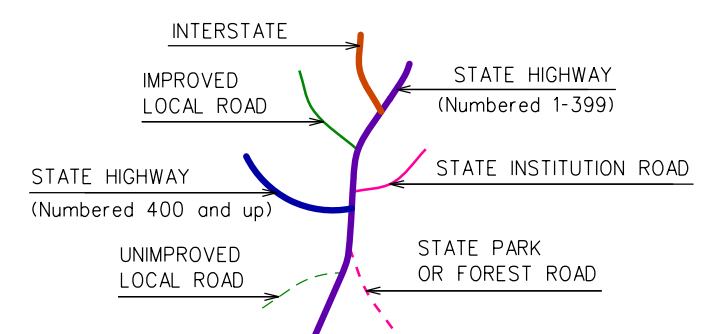 INTERSTATE
STATE HIGHWAY
(Numbered 1-399)
IMPROVED
LOCAL ROAD
STATE INSTITUTION ROAD
STATE HIGHWAY
(Numbered 400 and up)
UNIMPROVED
LOCAL ROAD
STATE PARK
OR FOREST ROAD